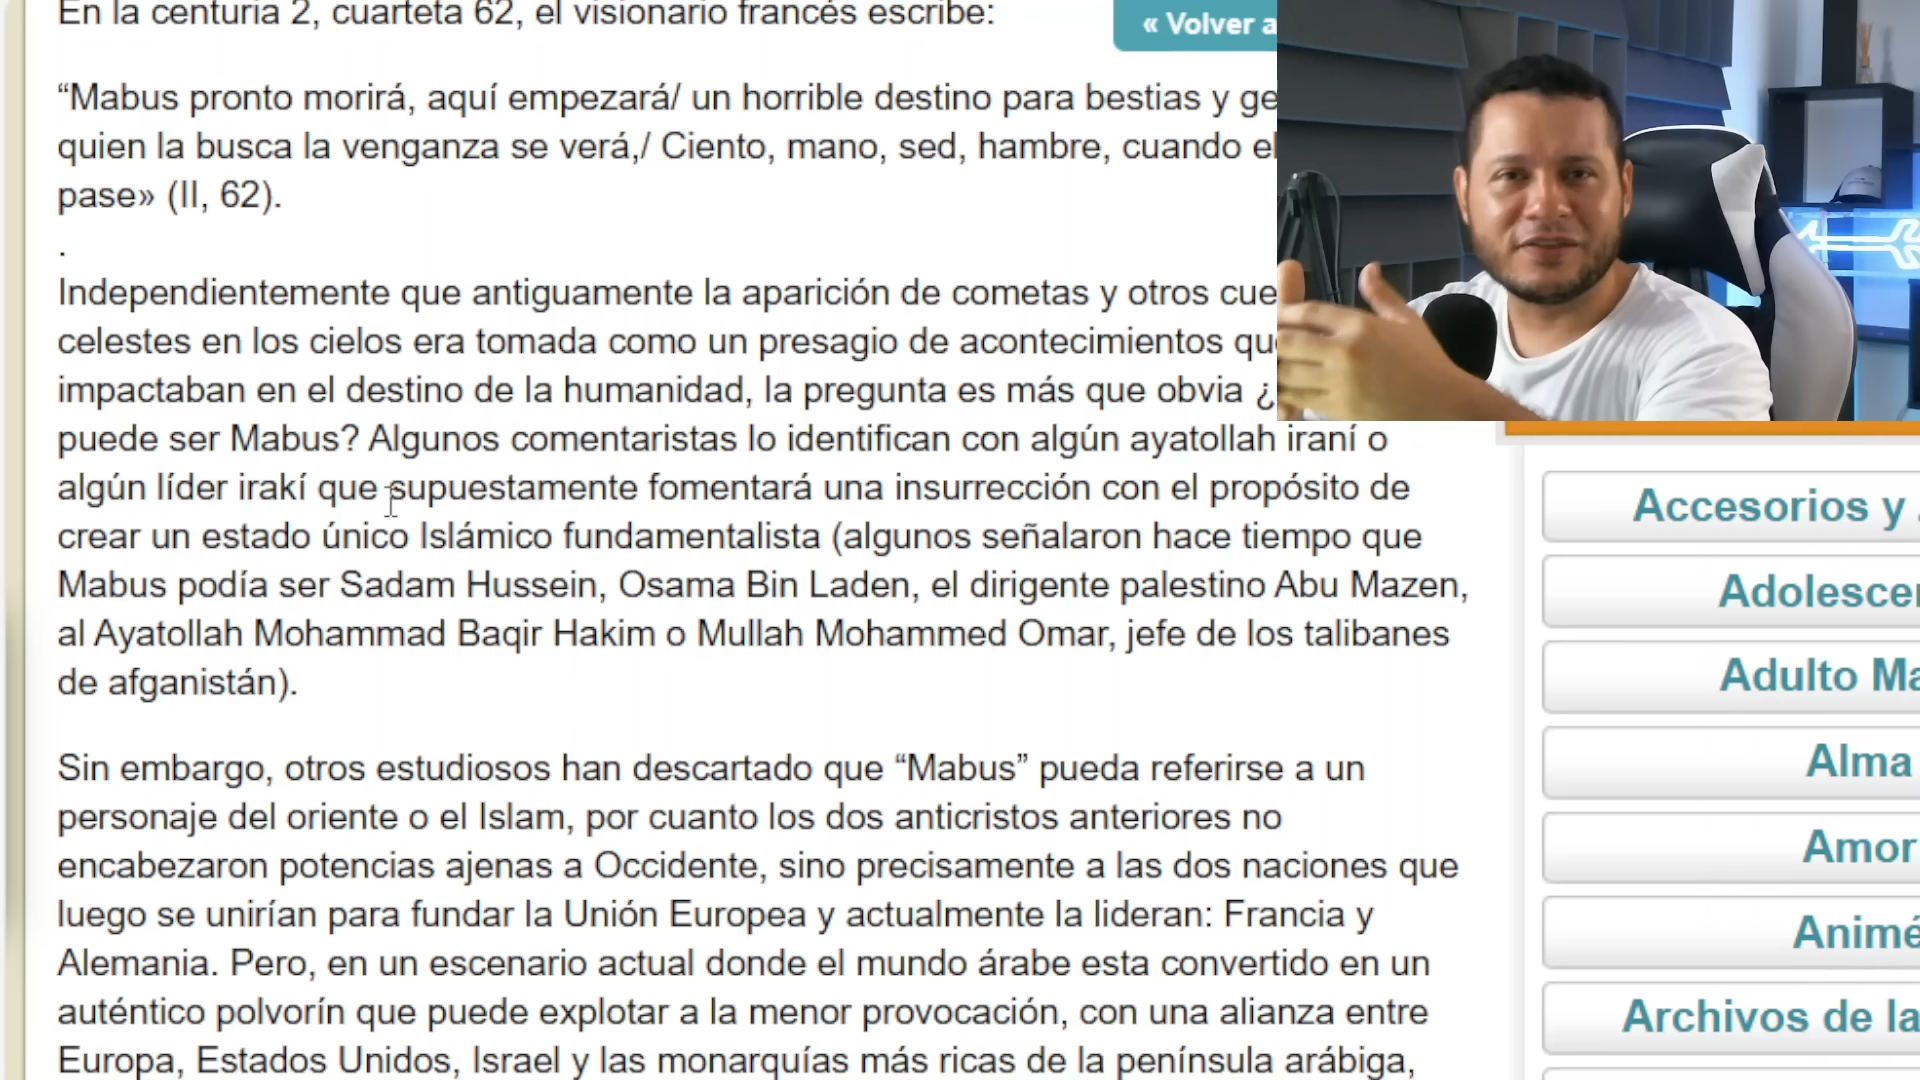 En la centuria 2, cuarteta 62, el visionario francés escribe:
« Volver a
“Mabus pronto morirá, aquí empezará/ un horrible destino para bestias y ge
quien la busca la venganza se verá,/ Ciento, mano, sed, hambre, cuando el
pase» (II, 62).
.
Independientemente que antiguamente la aparición de cometas y otros cue
celestes en los cielos era tomada como un presagio de acontecimientos que
impactaban en el destino de la humanidad, la pregunta es más que obvia ¿
puede ser Mabus? Algunos comentaristas lo identifican con algún ayatollah iraní o
algún líder irakí que supuestamente fomentará una insurrección con el propósito de
crear un estado único Islámico fundamentalista (algunos señalaron hace tiempo que
Mabus podía ser Sadam Hussein, Osama Bin Laden, el dirigente palestino Abu Mazen,
al Ayatollah Mohammad Baqir Hakim o Mullah Mohammed Omar, jefe de los talibanes
de afganistán).
Sin embargo, otros estudiosos han descartado que “Mabus” pueda referirse a un
personaje del oriente o el Islam, por cuanto los dos anticristos anteriores no
encabezaron potencias ajenas a Occidente, sino precisamente a las dos naciones que
luego se unirían para fundar la Unión Europea y actualmente la lideran: Francia y
Alemania. Pero, en un escenario actual donde el mundo árabe esta convertido en un
auténtico polvorín que puede explotar a la menor provocación, con una alianza entre
Europa, Estados Unidos, Israel y las monarquías más ricas de la península arábiga,
Accesorios y
Adolescen
Adulto Ma
Alma
Amor
Animé
Archivos de la